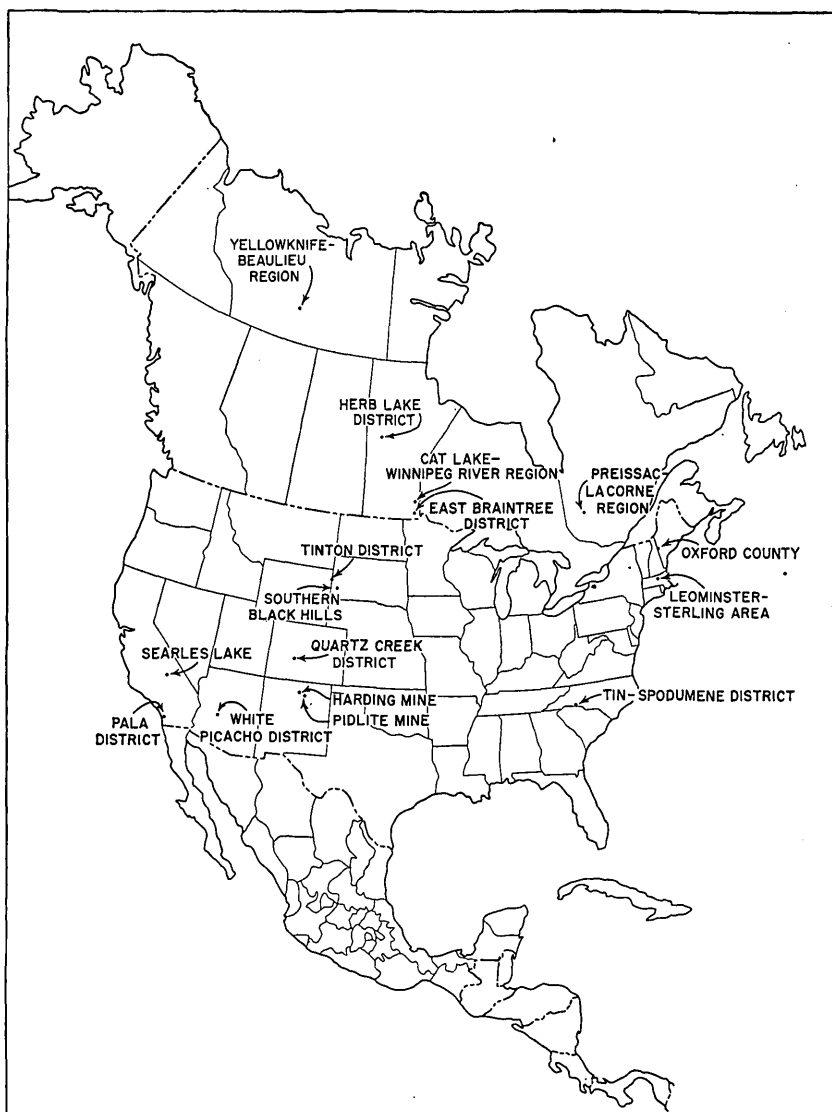 YELLOWKNIFE-
BEAULIEU
REGION
HERB LAKE
DISTRICT
CAT LAKE—
WINNIPEG RIVER REGION
EAST BRAINTREE
DISTRICT
PREISSAC-
LACORNE
REGION
TINTON DISTRICT
OXFORD COUNTY
SOUTHERN
BLACK HILLS
LEOMINSTER-
STERLING AREA
SEARLES LAKE
QUARTZ CREEK
DISTRICT
HARDING MINE
PIDLITE MINE
TIN-SPODUMENE DISTRICT
PALA
DISTRICT
WHITE
PICACHO DISTRICT